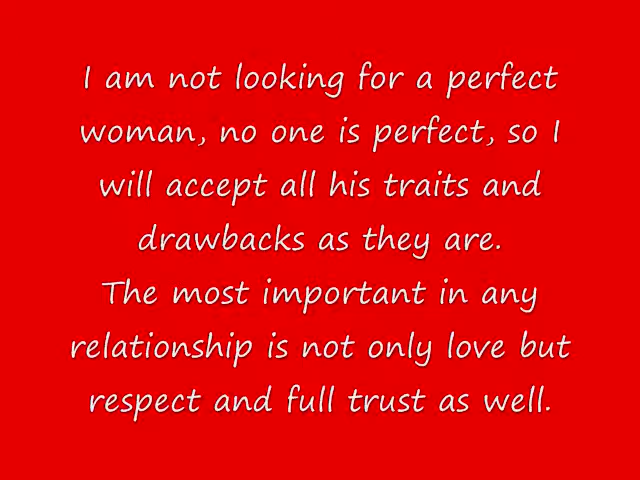 I am not looking for a perfect
woman, no one is perfect, so I
will accept all his traits and
drawbacks as they are.
The most important in any
relationship is not only love but
respect and full trust as well.